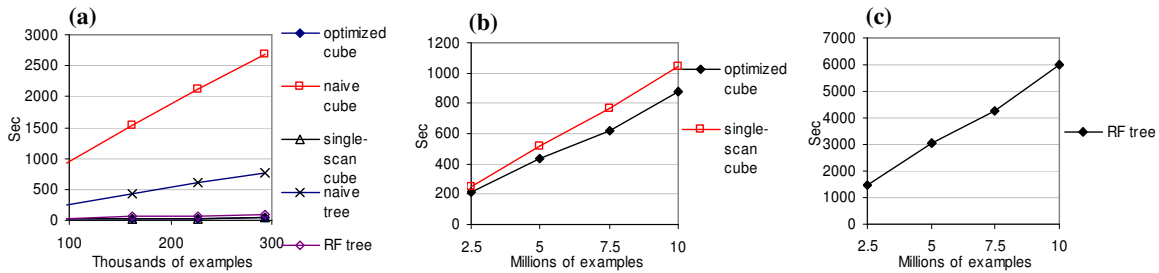 (a)
3000
2500
2000
1500
1000
500
0
Sec
100
200
300
Thousands of examples
optimized
cube
naive
cube
single-
scan cube
naive
tree
RF tree
(b)
1200
1000
800
600
400
200
0
Sec
2.5
5
7.5
10
Millions of examples
optimized
cube
single-
scan cube
(c)
7000
6000
5000
4000
3000
2000
1000
0
Sec
2.5
5
7.5
10
Millions of examples
RF tree